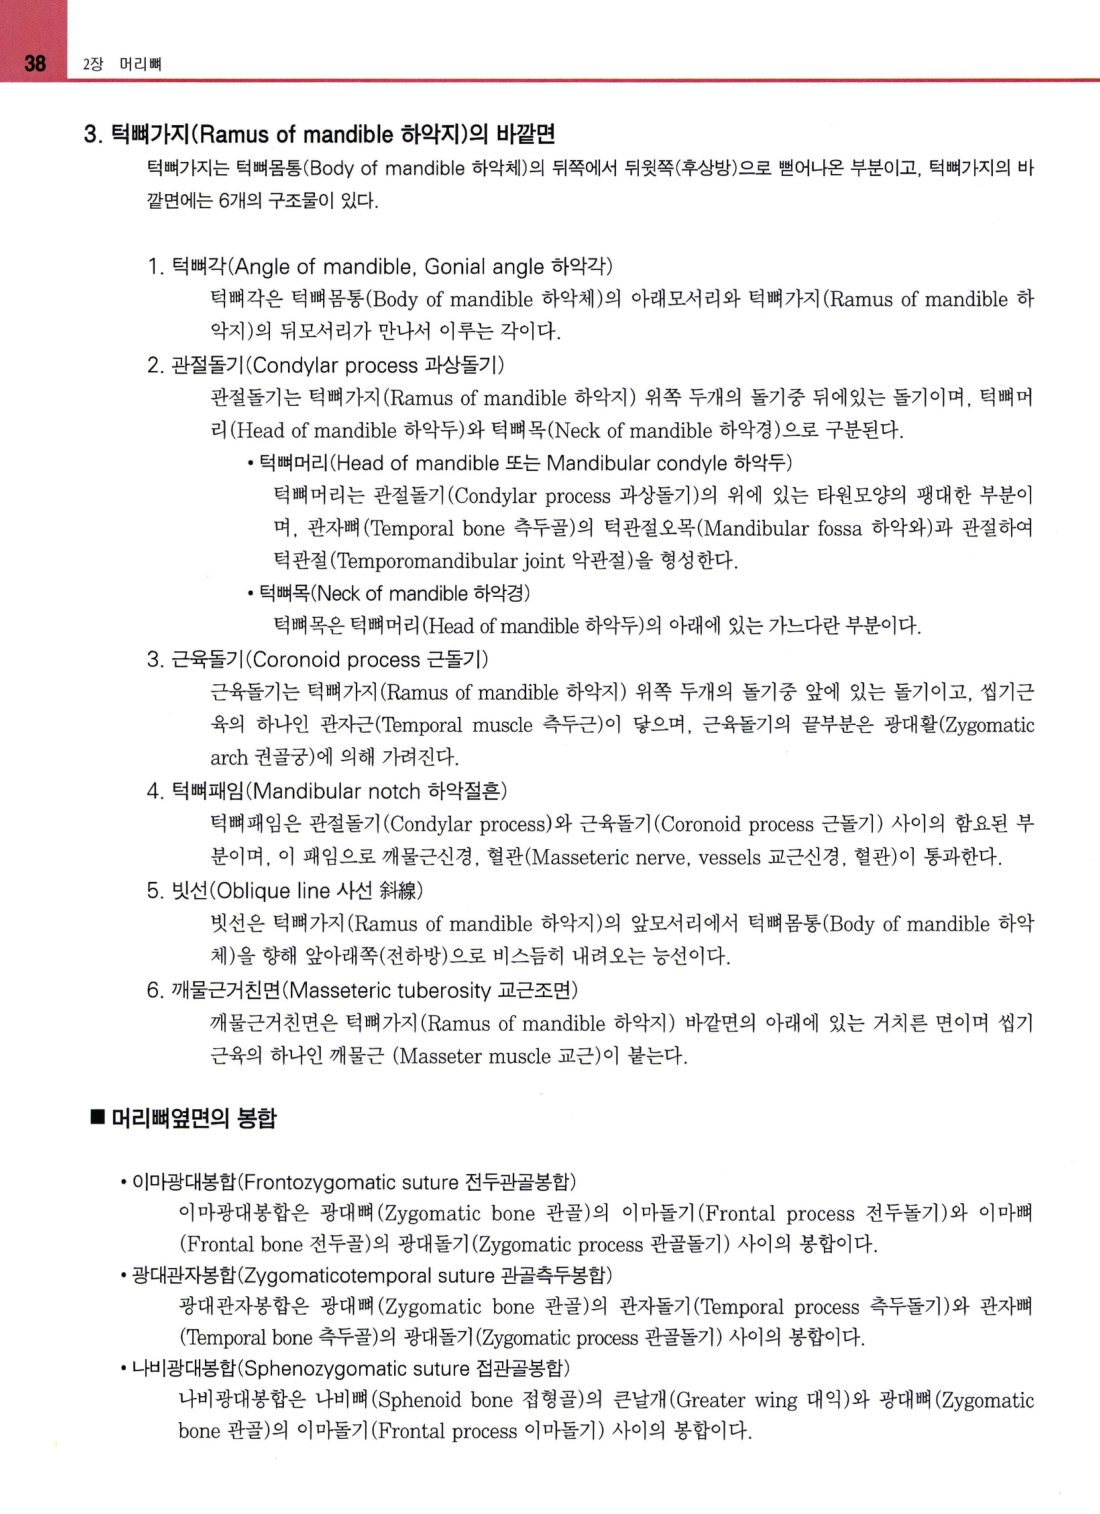 38
2장 머리뼈
3. 턱뼈가지(Ramus of mandible 하악지)의 바깥면
턱뼈가지는 턱뼈몸통(Body of mandible 하악체)의 뒤쪽에서 뒤윗쪽(후상방)으로 뻗어나온 부분이고, 턱뼈가지의 바
깥면에는 6개의 구조물이 있다.
1. 턱뼈각(Angle of mandible, Gonial angle 하악각)
턱뼈각은 턱뼈몸통(Body of mandible 하악체)의 아래모서리와 턱뼈가지(Ramus of mandible 하
악지)의 뒤모서리가 만나서 이루는 각이다.
2. 관절돌기(Condylar process 과상돌기)
관절돌기는 턱뼈가지(Ramus of mandible 하악지) 위쪽 두개의 돌기중 뒤에있는 돌기이며, 턱뼈머
리(Head of mandible 하악두)와 턱뼈목(Neck of mandible 하악경)으로 구분된다.
• 턱뼈머리(Head of mandible 또는 Mandibular condyle 하악두)
턱뼈머리는 관절돌기(Condylar process 과상돌기)의 위에 있는 타원모양의 팽대한 부분이
며, 관자뼈(Temporal bone 측두골)의 턱관절오목(Mandibular fossa 하악와)과 관절하여
턱관절(Temporomandibular joint 악관절)을 형성한다.
• 턱뼈목(Neck of mandible 하악경)
턱뼈목은 턱뼈머리(Head of mandible 하악두)의 아래에 있는 가느다란 부분이다.
3. 근육돌기(Coronoid process 근돌기)
근육돌기는 턱뼈가지(Ramus of mandible 하악지) 위쪽 두개의 돌기중 앞에 있는 돌기이고, 씹기근
육의 하나인 관자근(Temporal muscle 측두근)이 닿으며, 근육돌기의 끝부분은 광대활(Zygomatic
arch 권골궁)에 의해 가려진다.
4. 턱뼈패임(Mandibular notch 하악절흔)
턱뼈패임은 관절돌기(Condylar process)와 근육돌기(Coronoid process 근돌기) 사이의 함요된 부
분이며, 이 패임으로 깨물근신경, 혈관(Masseteric nerve, vessels 교근신경, 혈관)이 통과한다.
5. 빗선(Oblique line 사선 斜線)
빗선은 턱뼈가지(Ramus of mandible 하악지)의 앞모서리에서 턱뼈몸통(Body of mandible 하악
체)을 향해 앞아래쪽(전하방)으로 비스듬히 내려오는 능선이다.
6. 깨물근거친면(Masseteric tuberosity 교근조면)
깨물근거친면은 턱뼈가지(Ramus of mandible 하악지) 바깥면의 아래에 있는 거치른 면이며 씹기
근육의 하나인 깨물근 (Masseter muscle 교근)이 붙는다.
■ 머리뼈옆면의 봉합
• 이마광대봉합(Frontozygomatic suture 전두관골봉합)
이마광대봉합은 광대뼈(Zygomatic bone 관골)의 이마돌기(Frontal process 전두돌기)와 이마뼈
(Frontal bone 전두골)의 광대돌기(Zygomatic process 관골돌기) 사이의 봉합이다.
• 광대관자봉합(Zygomaticotemporal suture 관골측두봉합)
광대관자봉합은 광대뼈(Zygomatic bone 관골)의 관자돌기(Temporal process 측두돌기)와 관자뼈
(Temporal bone 측두골)의 광대돌기(Zygomatic process 관골돌기) 사이의 봉합이다.
• 나비광대봉합(Sphenozygomatic suture 접관골봉합)
나비광대봉합은 나비뼈(Sphenoid bone 접형골)의 큰날개(Greater wing 대익)와 광대뼈(Zygomatic
bone 관골)의 이마돌기(Frontal process 이마돌기) 사이의 봉합이다.